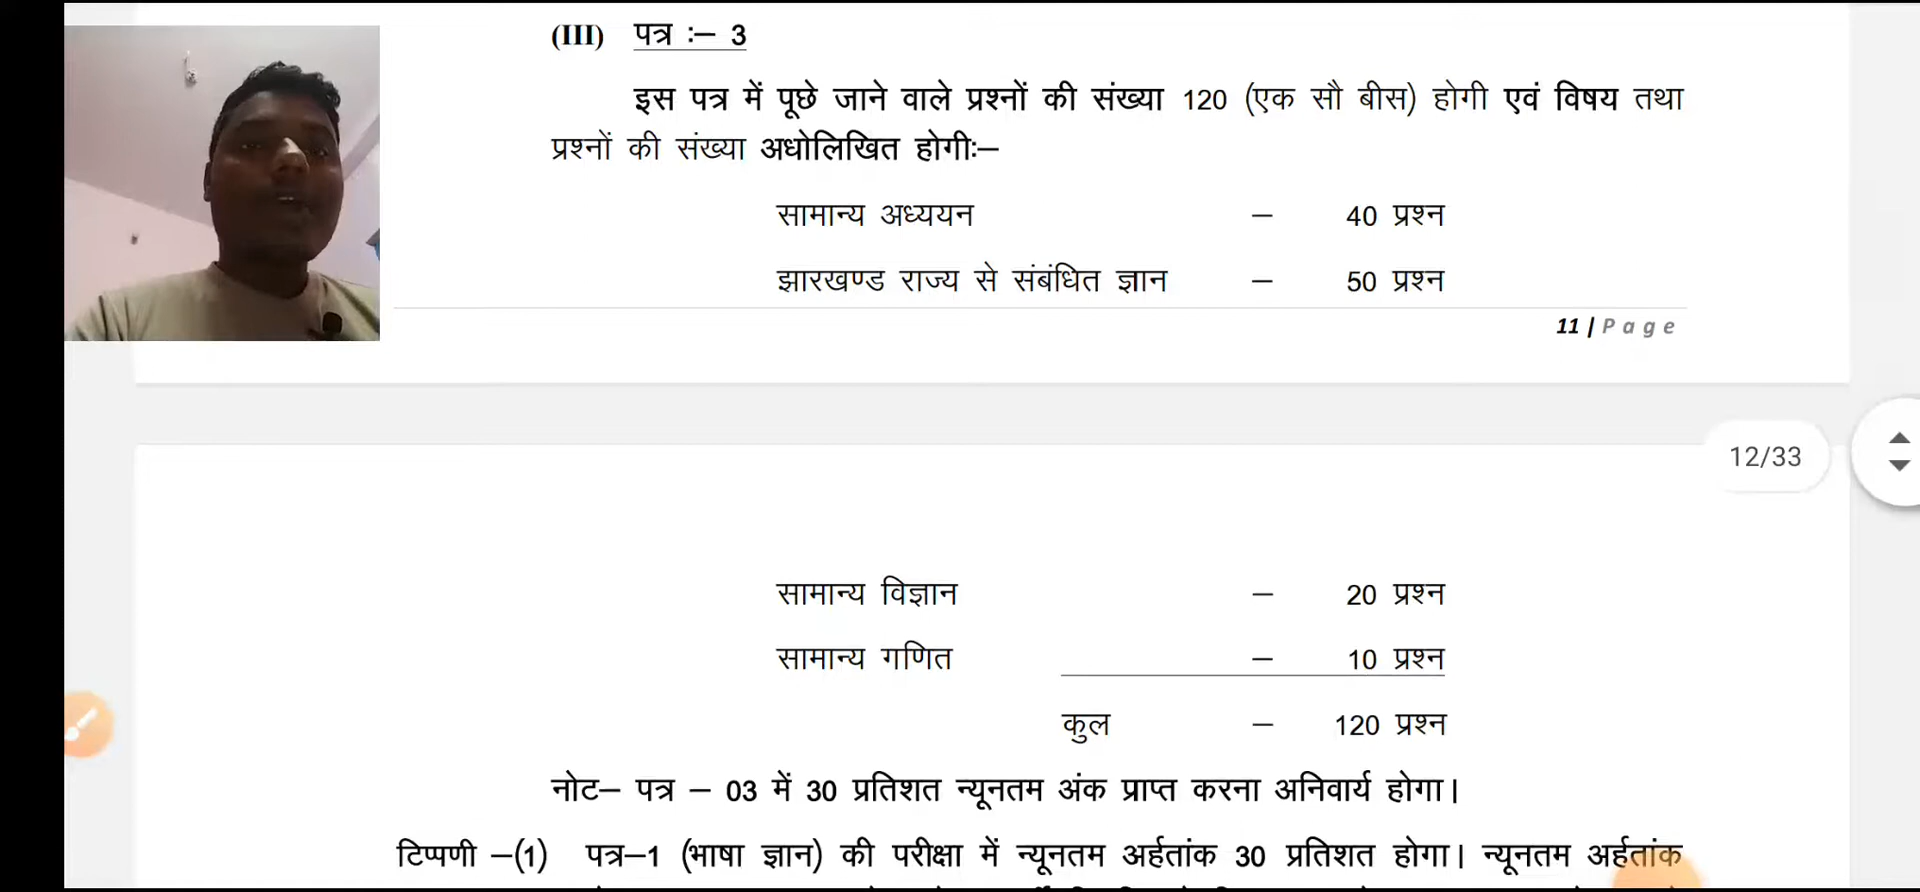 (III) पत्र :– 3
इस पत्र में पूछे जाने वाले प्रश्नों की संख्या 120 (एक सौ बीस) होगी एवं विषय तथा
प्रश्नों की संख्या अधोलिखित होगीः–
सामान्य अध्ययन – 40 प्रश्न
झारखण्ड राज्य से संबंधित ज्ञान – 50 प्रश्न
11 | Page
12/33
सामान्य विज्ञान – 20 प्रश्न
सामान्य गणित – 10 प्रश्न
कुल – 120 प्रश्न
नोट– पत्र – 03 में 30 प्रतिशत न्यूनतम अंक प्राप्त करना अनिवार्य होगा।
टिप्पणी –(1) पत्र–1 (भाषा ज्ञान) की परीक्षा में न्यूनतम अर्हतांक 30 प्रतिशत होगा। न्यूनतम अर्हतांक